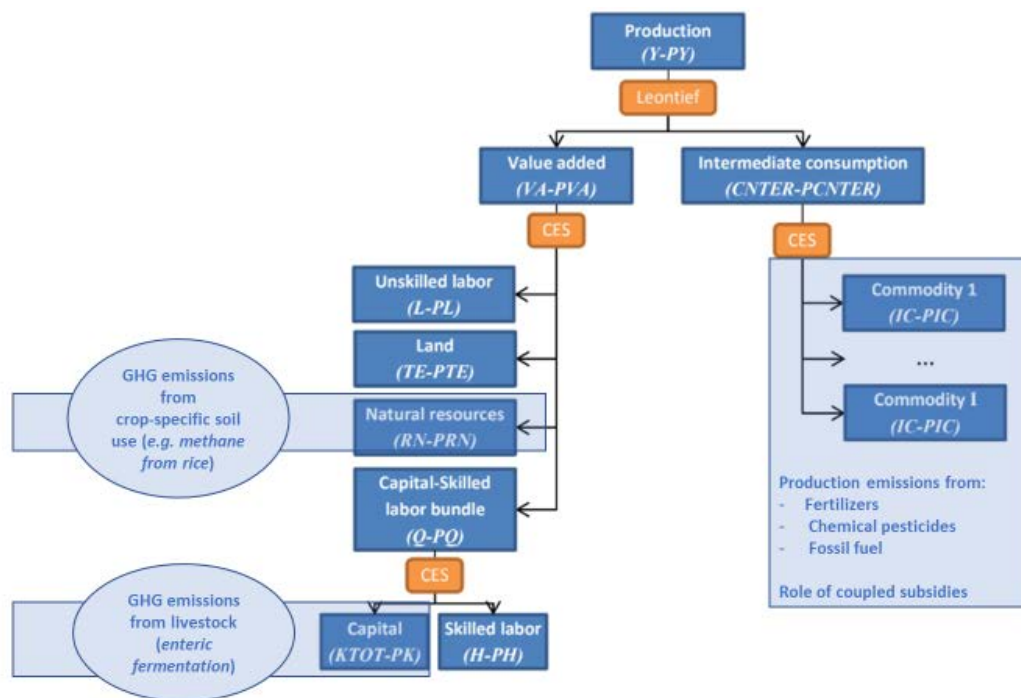 Production
(Y-PY)
Leontief
Value added
(VA-PVA)
Intermediate consumption
(CNTER-PCNTER)
CES
CES
Unskilled labor
(L-PL)
Land
(TE-PTE)
Natural resources
(RN-PRN)
Capital-Skilled
labor bundle
(Q-PQ)
CES
Capital
(KTOT-PK)
Skilled labor
(H-PH)
GHG emissions
from
crop-specific soil
use (e.g. methane
from rice)
GHG emissions
from livestock
(enteric
fermentation)
Commodity 1
(IC-PIC)
...
Commodity I
(IC-PIC)
Production emissions from:
- Fertilizers
- Chemical pesticides
- Fossil fuel
Role of coupled subsidies